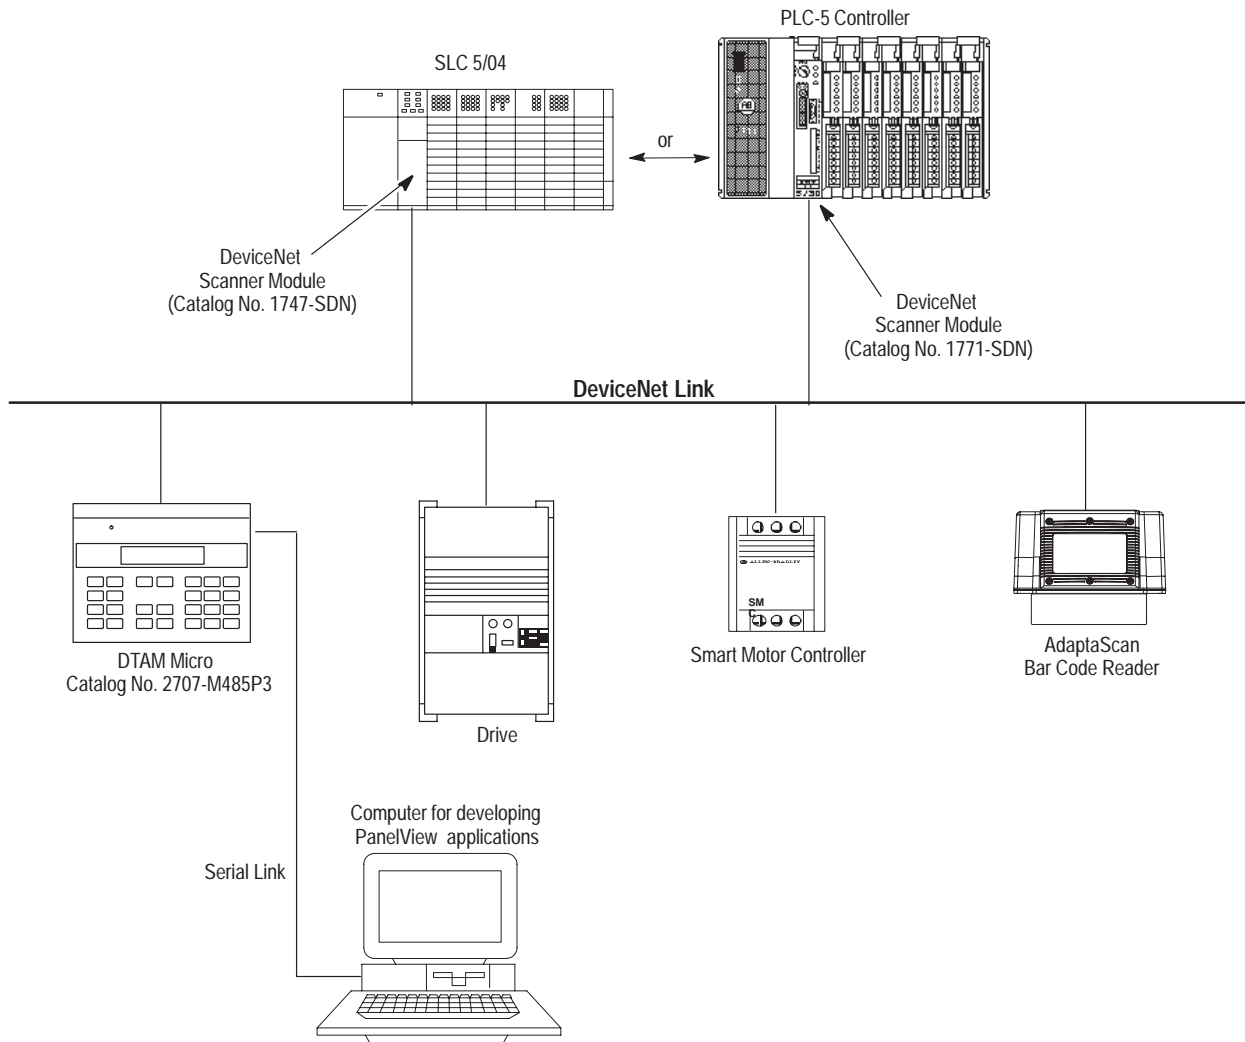 PLC-5 Controller
SLC 5/04
or
DeviceNet
Scanner Module
(Catalog No. 1747-SDN)
DeviceNet
Scanner Module
(Catalog No. 1771-SDN)
DeviceNet Link
ALLEN-BRADLEY
SM
C
DTAM Micro
Catalog No. 2707-M485P3
Drive
Smart Motor Controller
AdaptaScan
Bar Code Reader
Computer for developing
PanelView applications
Serial Link